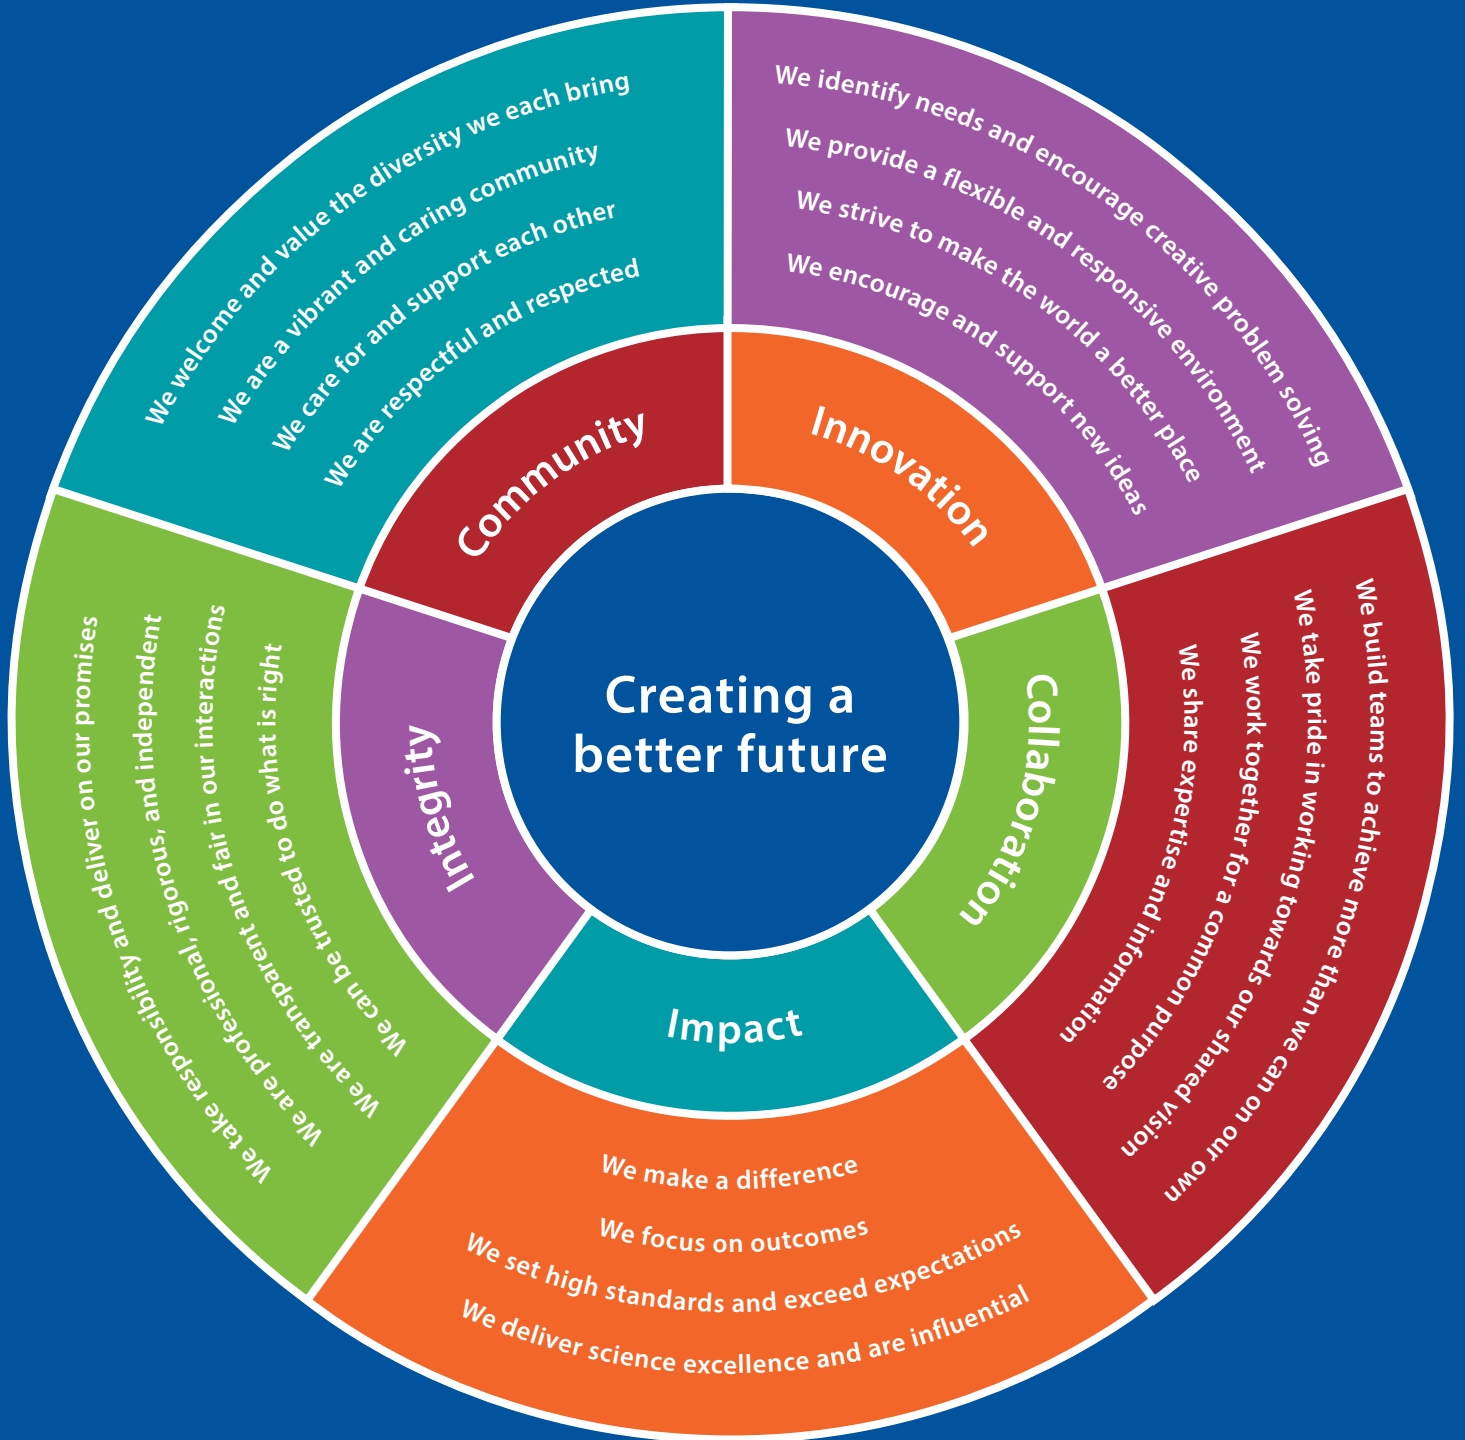 Creating a
better future
Innovation
We identify needs and encourage creative problem solving
We provide a flexible and responsive environment
We strive to make the world a better place
We encourage and support new ideas
Collaboration
We build teams to achieve more than we can on our own
We take pride in working towards our shared vision
We work together for a common purpose
We share expertise and information
Impact
We make a difference
We focus on outcomes
We set high standards and exceed expectations
We deliver science excellence and are influential
Integrity
We take responsibility and deliver on our promises
We are professional, rigorous, and independent
We are transparent and fair in our interactions
We can be trusted to do what is right
Community
We welcome and value the diversity we each bring
We are a vibrant and caring community
We care for and support each other
We are respectful and respected